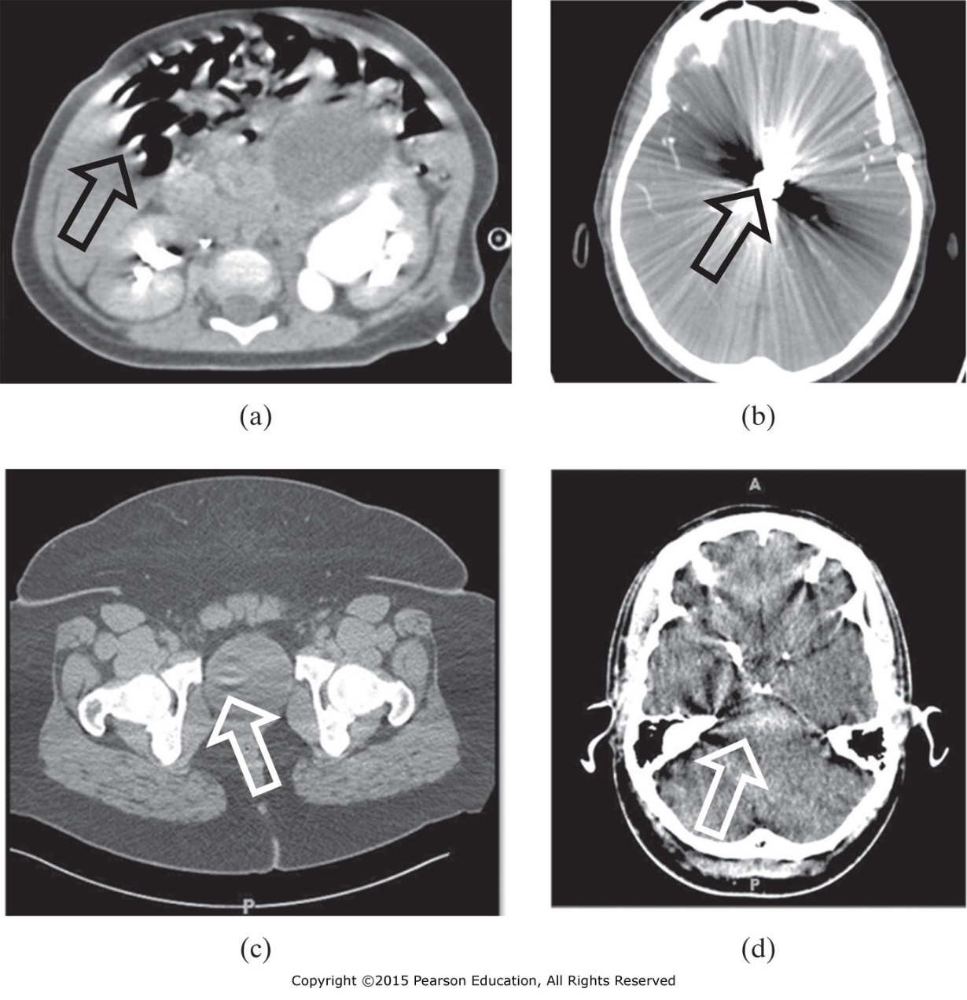 (a)
(b)
A
P
P
(c)
(d)
Copyright ©2015 Pearson Education, All Rights Reserved